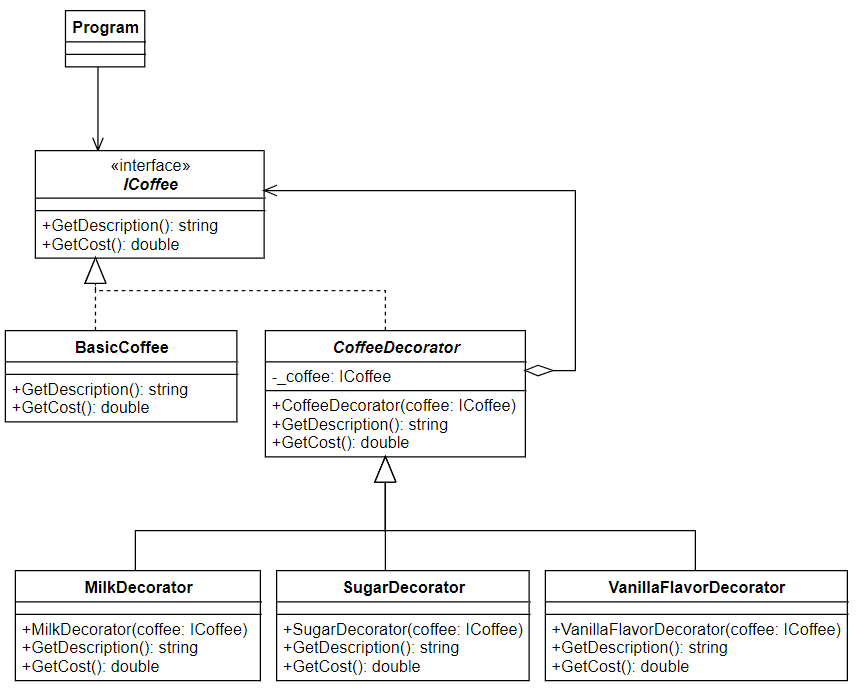 Program
«interface»
ICoffee
+GetDescription(): string
+GetCost(): double
BasicCoffee
+GetDescription(): string
+GetCost(): double
CoffeeDecorator
-_coffee: ICoffee
+CoffeeDecorator(coffee: ICoffee)
+GetDescription(): string
+GetCost(): double
MilkDecorator
+MilkDecorator(coffee: ICoffee)
+GetDescription(): string
+GetCost(): double
SugarDecorator
+SugarDecorator(coffee: ICoffee)
+GetDescription(): string
+GetCost(): double
VanillaFlavorDecorator
+VanillaFlavorDecorator(coffee: ICoffee)
+GetDescription(): string
+GetCost(): double